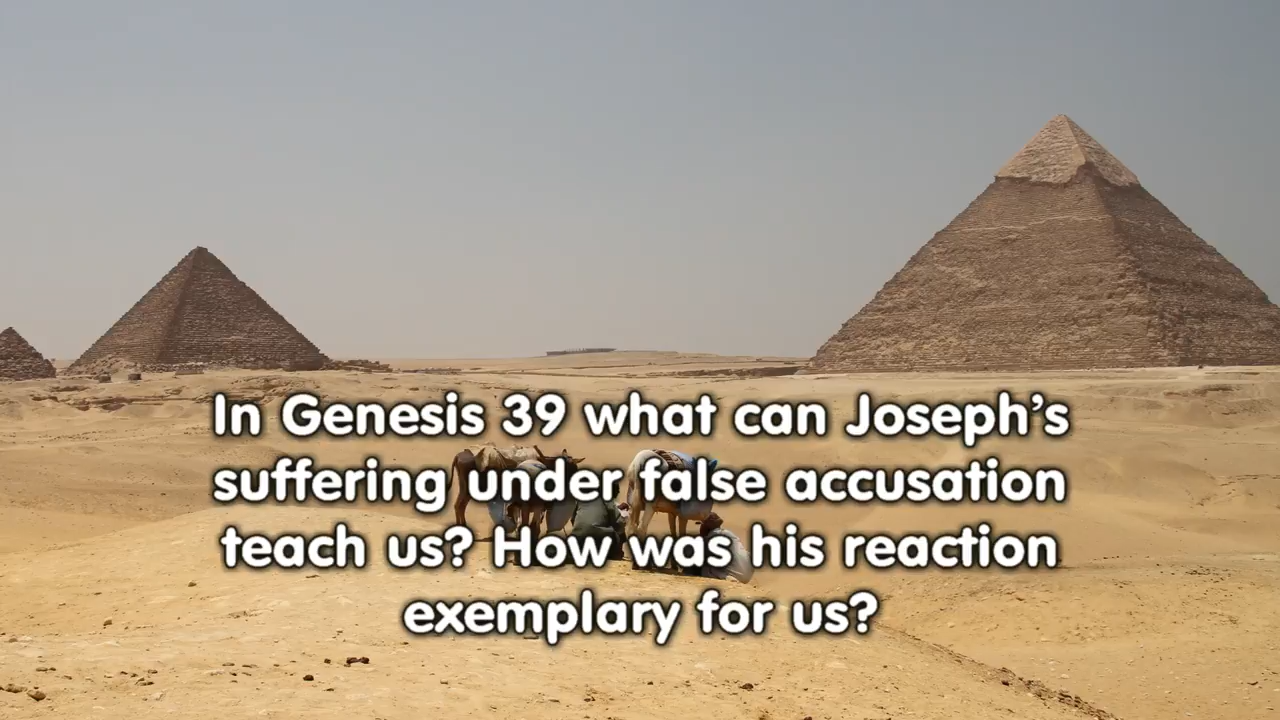 In Genesis 39 what can Joseph’s
suffering under false accusation
teach us? How was his reaction
exemplary for us?